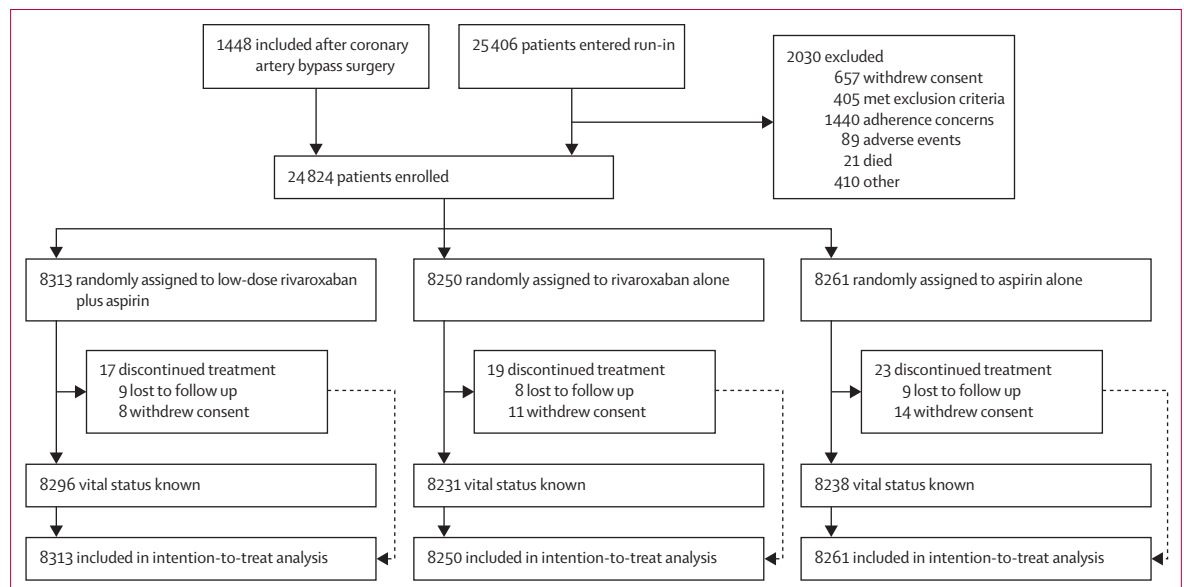 1448 included after coronary
artery bypass surgery
25 406 patients entered run-in
2030 excluded
657 withdrew consent
405 met exclusion criteria
1440 adherence concerns
89 adverse events
21 died
410 other
24 824 patients enrolled
8313 randomly assigned to low-dose rivaroxaban
plus aspirin
8250 randomly assigned to rivaroxaban alone
8261 randomly assigned to aspirin alone
17 discontinued treatment
9 lost to follow up
8 withdrew consent
19 discontinued treatment
8 lost to follow up
11 withdrew consent
23 discontinued treatment
9 lost to follow up
14 withdrew consent
8296 vital status known
8231 vital status known
8238 vital status known
8313 included in intention-to-treat analysis
8250 included in intention-to-treat analysis
8261 included in intention-to-treat analysis